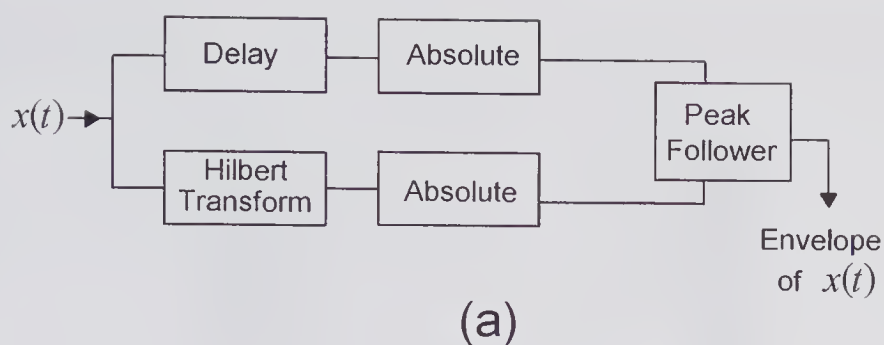 Delay
Absolute
x(t)
Peak
Follower
Hilbert
Transform
Absolute
Envelope
of x(t)
(a)